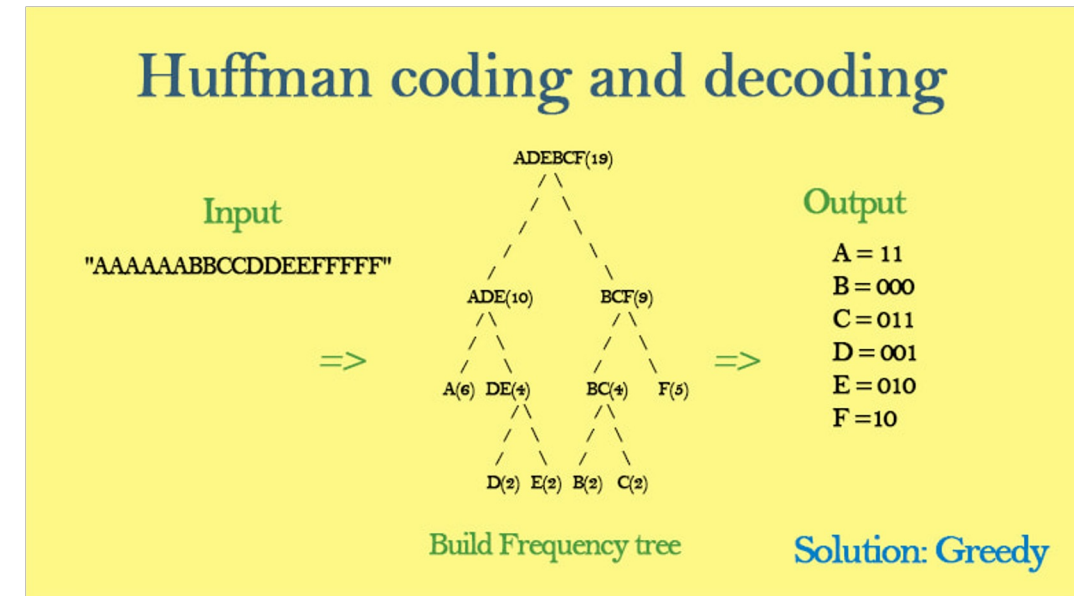 Huffman coding and decoding
ADEBCF(19)
Input
"AAAAAABBCCDDEEFFFFF"
=>
ADE(10) BCF(9)
A(6) DE(4) BC(4) F(5)
D(2) E(2) B(2) C(2)
Build Frequency tree
=>
Output
A = 11
B = 000
C = 011
D = 001
E = 010
F =10
Solution: Greedy